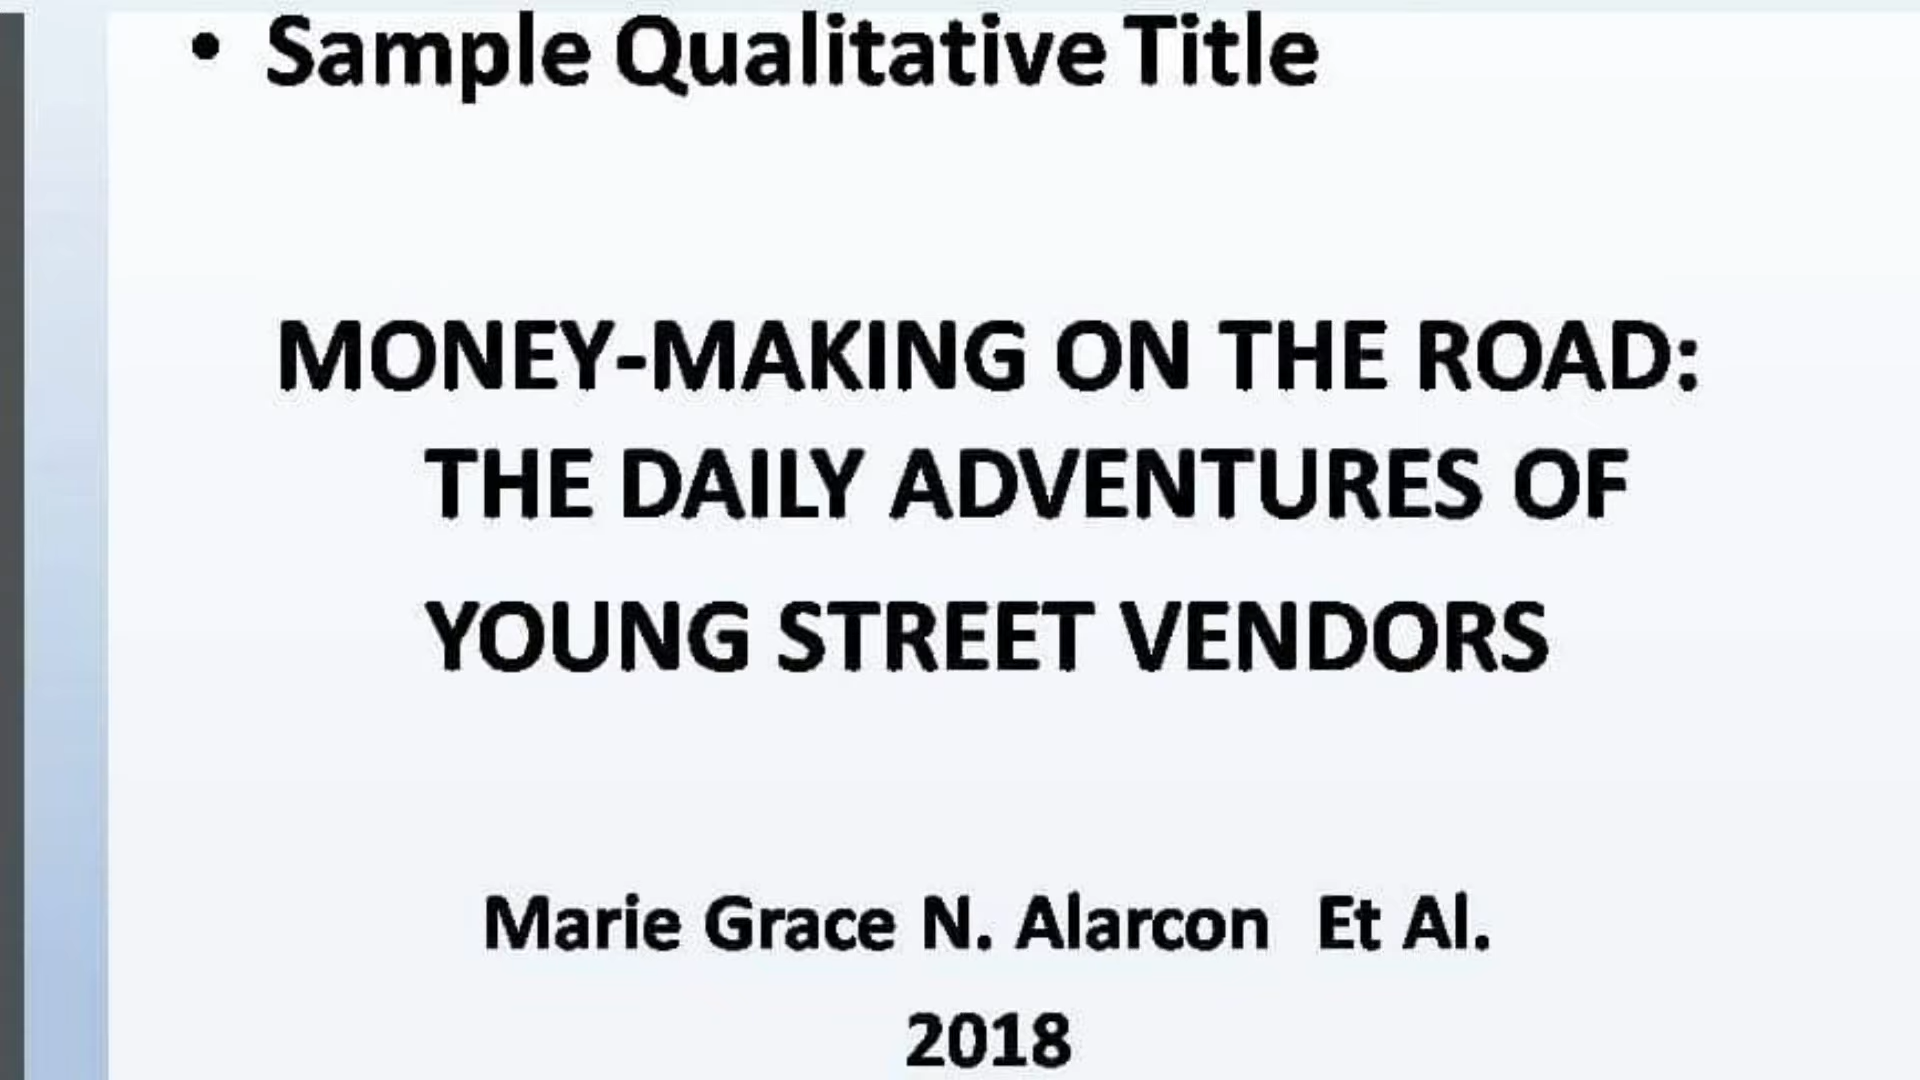 • Sample Qualitative Title
MONEY-MAKING ON THE ROAD:
THE DAILY ADVENTURES OF
YOUNG STREET VENDORS
Marie Grace N. Alarcon Et Al.
2018